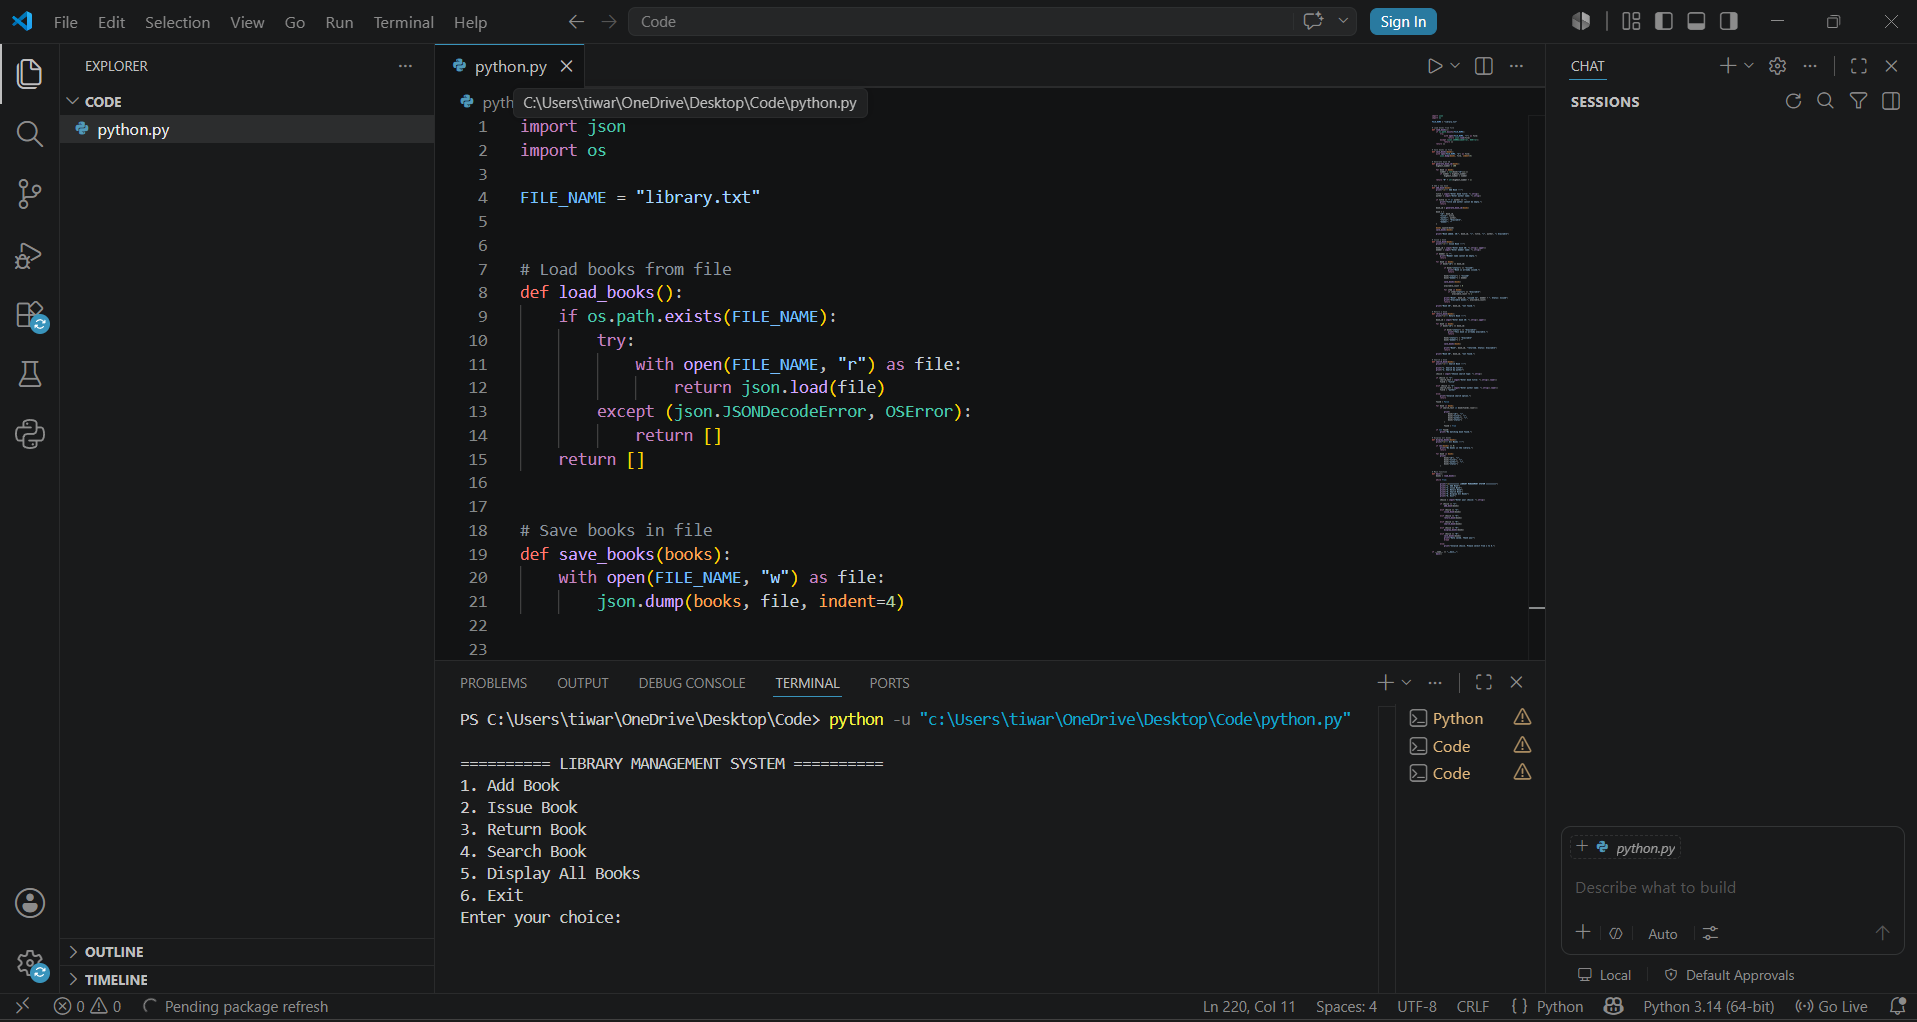 File Edit Selection View Go Run Terminal Help
Code
Sign In
EXPLORER
CODE
python.py
OUTLINE
TIMELINE
python.py
pyth
C:\Users\tiwar\OneDrive\Desktop\Code\python.py
1 import json
2 import os
3
4 FILE_NAME = "library.txt"
5
6
7 # Load books from file
8 def load_books():
9     if os.path.exists(FILE_NAME):
10         try:
11             with open(FILE_NAME, "r") as file:
12                 return json.load(file)
13         except (json.JSONDecodeError, OSError):
14             return []
15     return []
16
17
18 # Save books in file
19 def save_books(books):
20     with open(FILE_NAME, "w") as file:
21         json.dump(books, file, indent=4)
22
23
PROBLEMS OUTPUT DEBUG CONSOLE TERMINAL PORTS
PS C:\Users\tiwar\OneDrive\Desktop\Code> python -u "c:\Users\tiwar\OneDrive\Desktop\Code\python.py"
========== LIBRARY MANAGEMENT SYSTEM ==========
1. Add Book
2. Issue Book
3. Return Book
4. Search Book
5. Display All Books
6. Exit
Enter your choice:
Python
Code
Code
CHAT
SESSIONS
python.py
Describe what to build
Auto
Local Default Approvals
0 0 Pending package refresh
Ln 220, Col 11 Spaces: 4 UTF-8 CRLF { } Python Python 3.14 (64-bit) Go Live